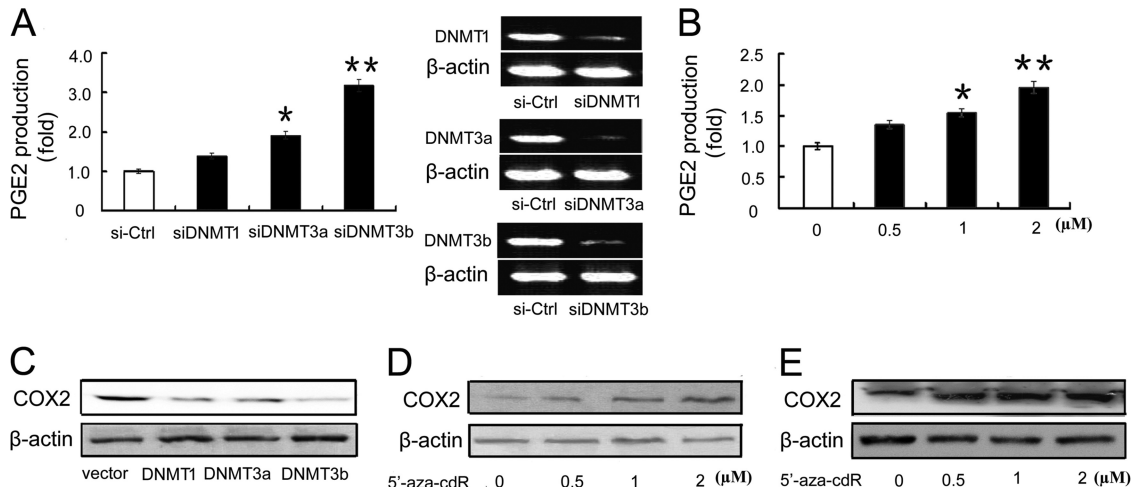 A
PGE2 production
(fold)
4.0
3.0
2.0
1.0
0
*
**
si-Ctrl siDNMT1 siDNMT3a siDNMT3b
DNMT1
β-actin
si-Ctrl siDNMT1
DNMT3a
β-actin
si-Ctrl siDNMT3a
DNMT3b
β-actin
si-Ctrl siDNMT3b
B
PGE2 production
(fold)
2.5
2.0
1.5
1.0
2.5
0
*
**
0 0.5 1 2 (μM)
C
COX2
β-actin
vector DNMT1 DNMT3a DNMT3b
D
COX2
β-actin
5'-aza-cdR 0 0.5 1 2 (μM)
E
COX2
β-actin
5'-aza-cdR 0 0.5 1 2 (μM)